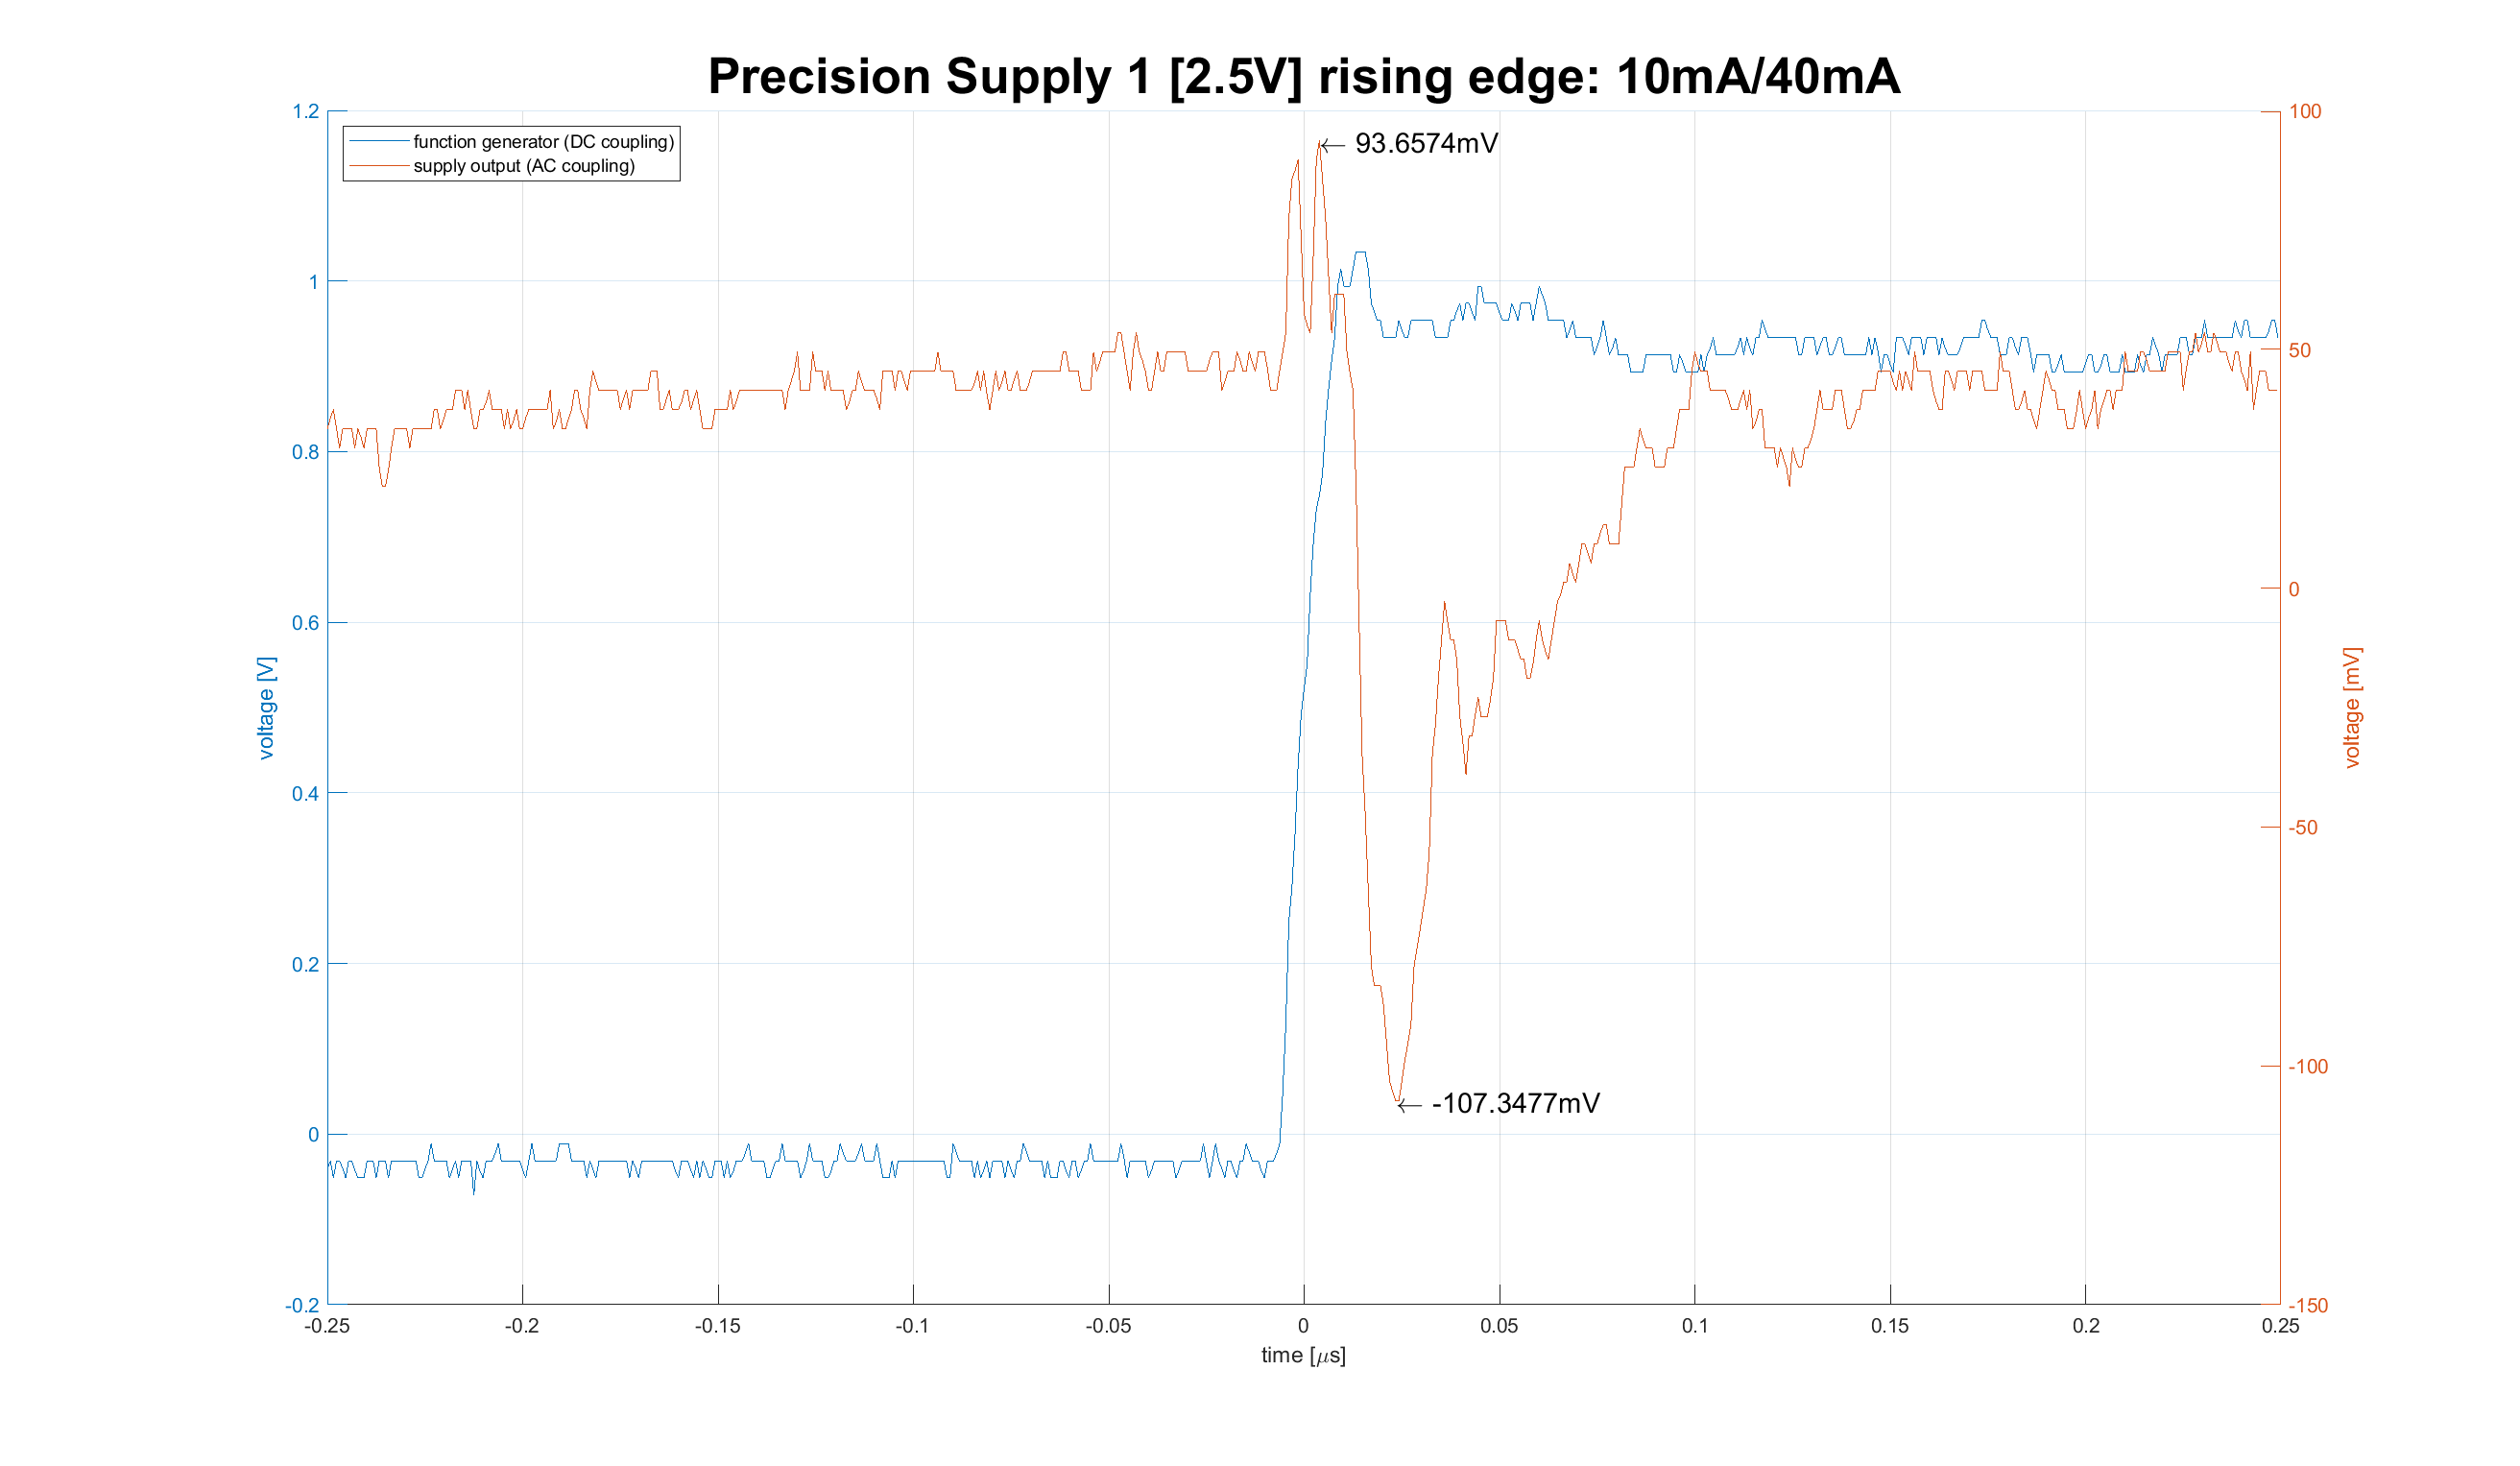 Precision Supply 1 [2.5V] rising edge: 10mA/40mA
function generator (DC coupling)
supply output (AC coupling)
← 93.6574mV
← -107.3477mV
voltage [V]
1.2
1
0.8
0.6
0.4
0.2
0
-0.2
voltage [mV]
100
50
0
-50
-100
-150
-0.25 -0.2 -0.15 -0.1 -0.05 0 0.05 0.1 0.15 0.2 0.25
time [μs]